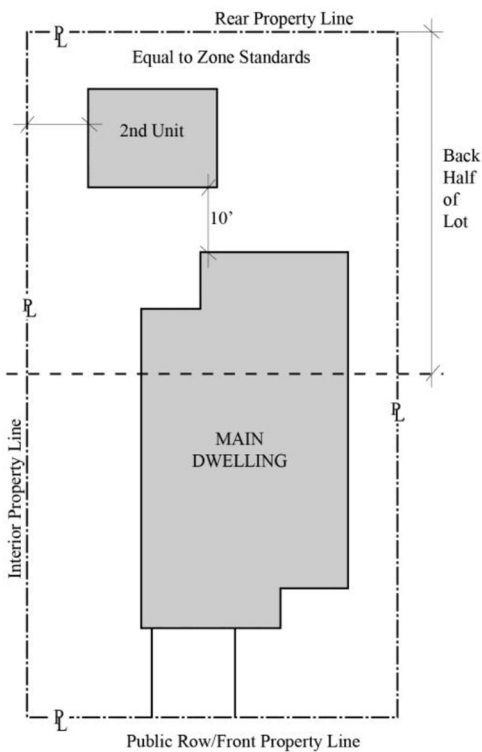 Rear Property Line
PL
Equal to Zone Standards
2nd Unit
Back
Half
of
Lot
10’
PL
PL
MAIN
DWELLING
Interior Property Line
PL
Public Row/Front Property Line